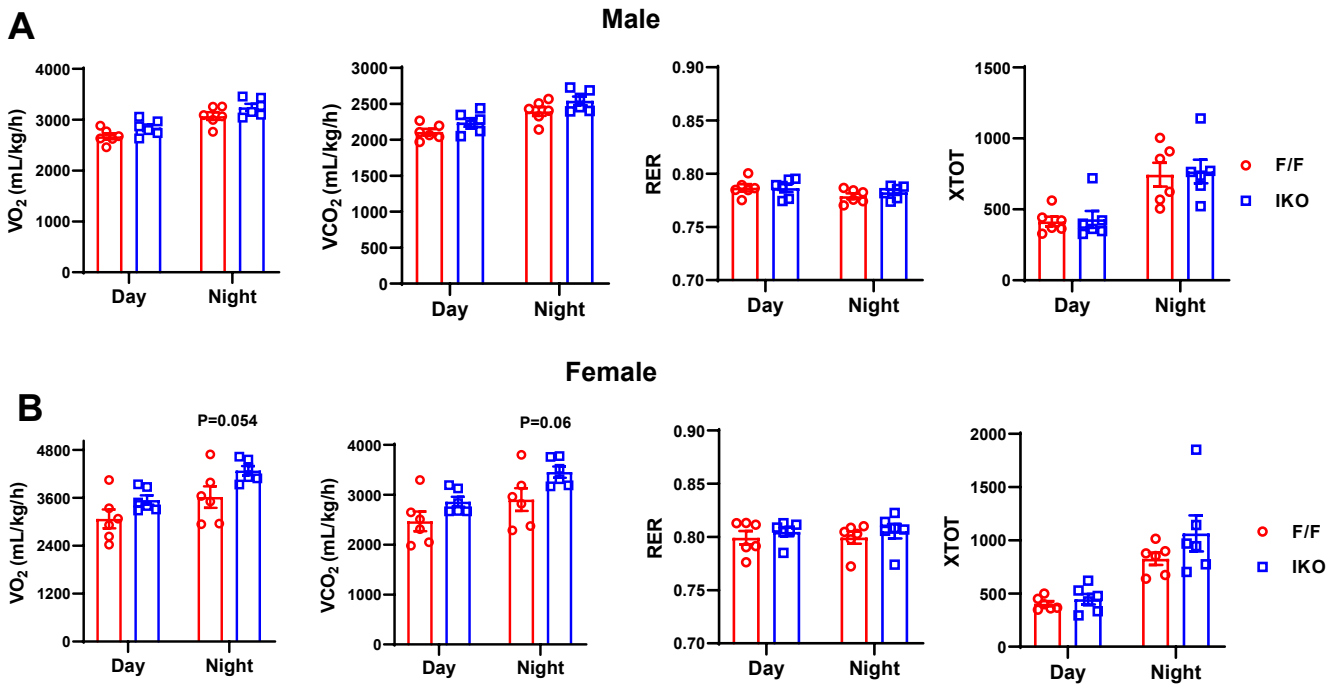 A
Male
VO2 (mL/kg/h)
4000
3000
2000
1000
0
Day Night
VCO2 (mL/kg/h)
3000
2500
2000
1500
1000
500
0
Day Night
RER
0.90
0.85
0.80
0.75
0.70
Day Night
XTOT
1500
1000
500
0
Day Night
F/F
IKO
B
Female
VO2 (mL/kg/h)
P=0.054
4800
3600
2400
1200
0
Day Night
VCO2 (mL/kg/h)
P=0.06
4000
3000
2000
1000
0
Day Night
RER
0.90
0.85
0.80
0.75
0.70
Day Night
XTOT
2000
1500
1000
500
0
Day Night
F/F
IKO